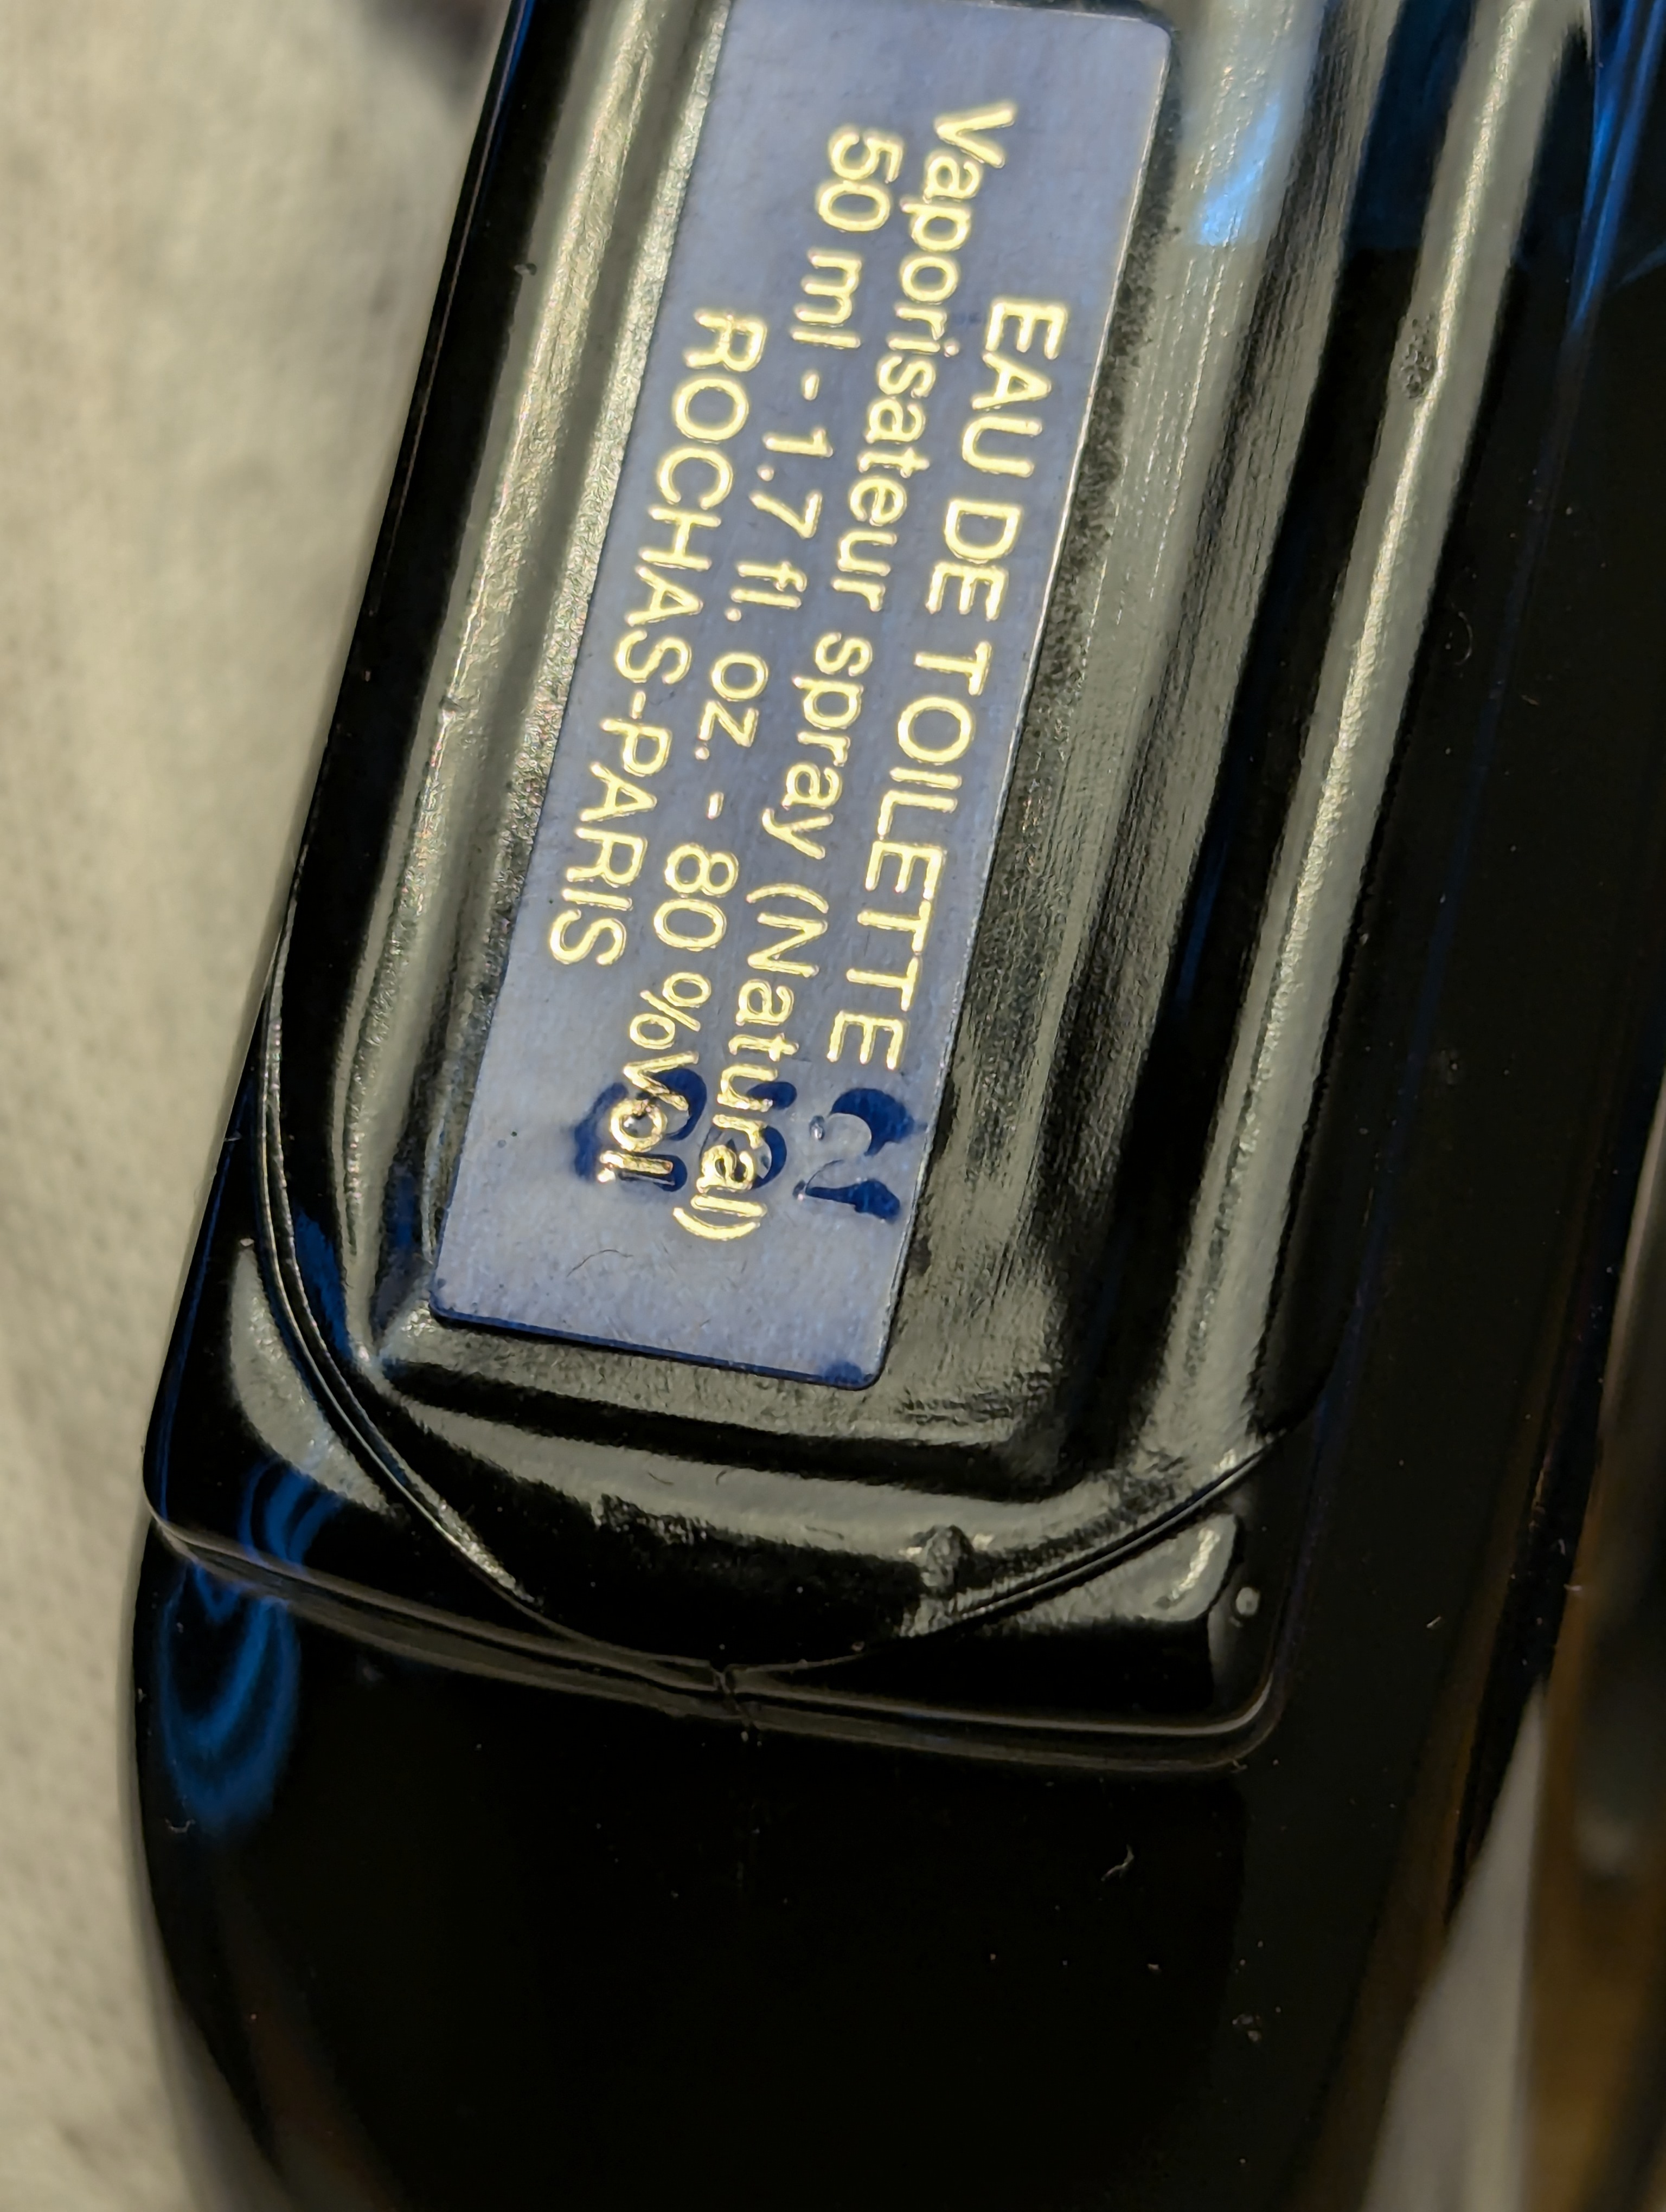 EAU DE TOILETTE
Vaporisateur spray (Natural)
50 ml - 1.7 fl. oz. - 80 %Vol.
ROCHAS-PARIS